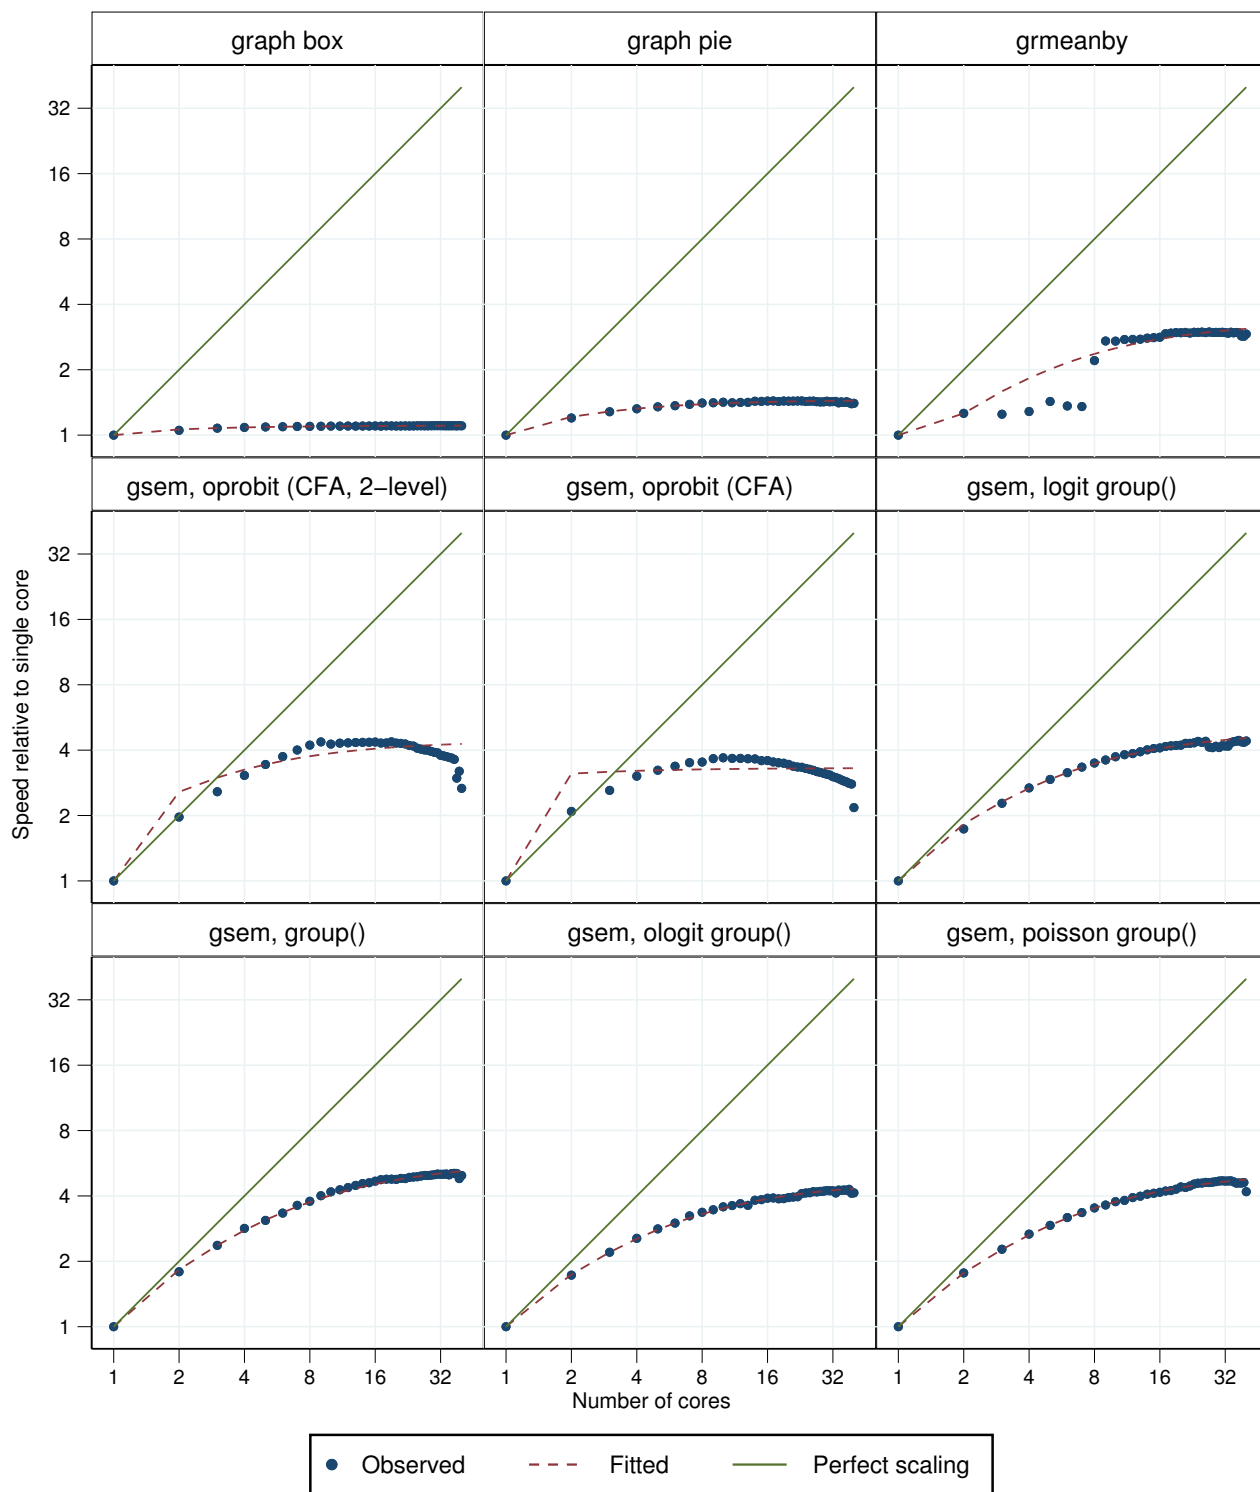 graph box
graph pie
grmeanby
32
16
8
4
2
1
gsem, oprobit (CFA, 2−level)
gsem, oprobit (CFA)
gsem, logit group()
32
16
8
4
2
1
Speed relative to single core
gsem, group()
gsem, ologit group()
gsem, poisson group()
32
16
8
4
2
1
1 2 4 8 16 32
1 2 4 8 16 32
1 2 4 8 16 32
Number of cores
Observed
Fitted
Perfect scaling